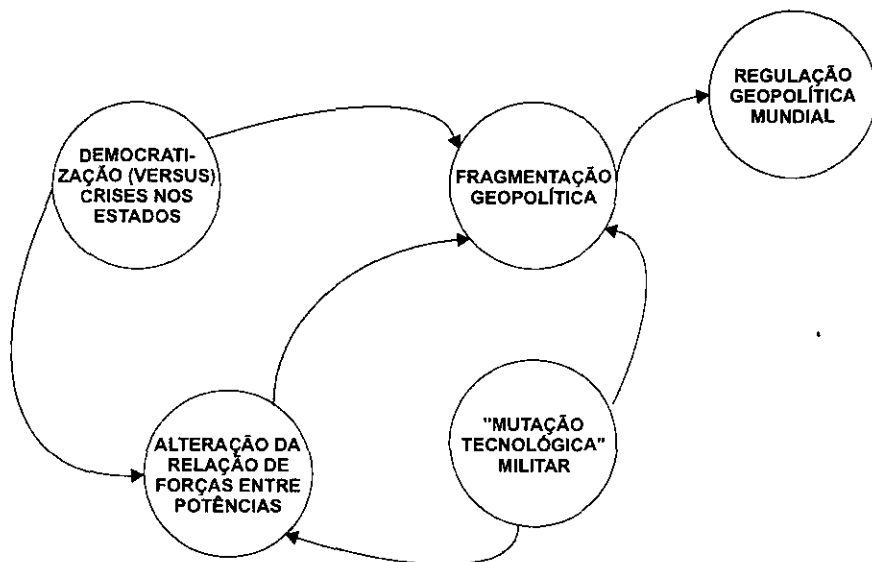 REGULAÇÃO
GEOPOLÍTICA
MUNDIAL
DEMOCRATI-
ZAÇÃO (VERSUS)
CRISES NOS
ESTADOS
FRAGMENTAÇÃO
GEOPOLÍTICA
ALTERAÇÃO DA
RELAÇÃO DE
FORÇAS ENTRE
POTÊNCIAS
"MUTAÇÃO
TECNOLÓGICA"
MILITAR